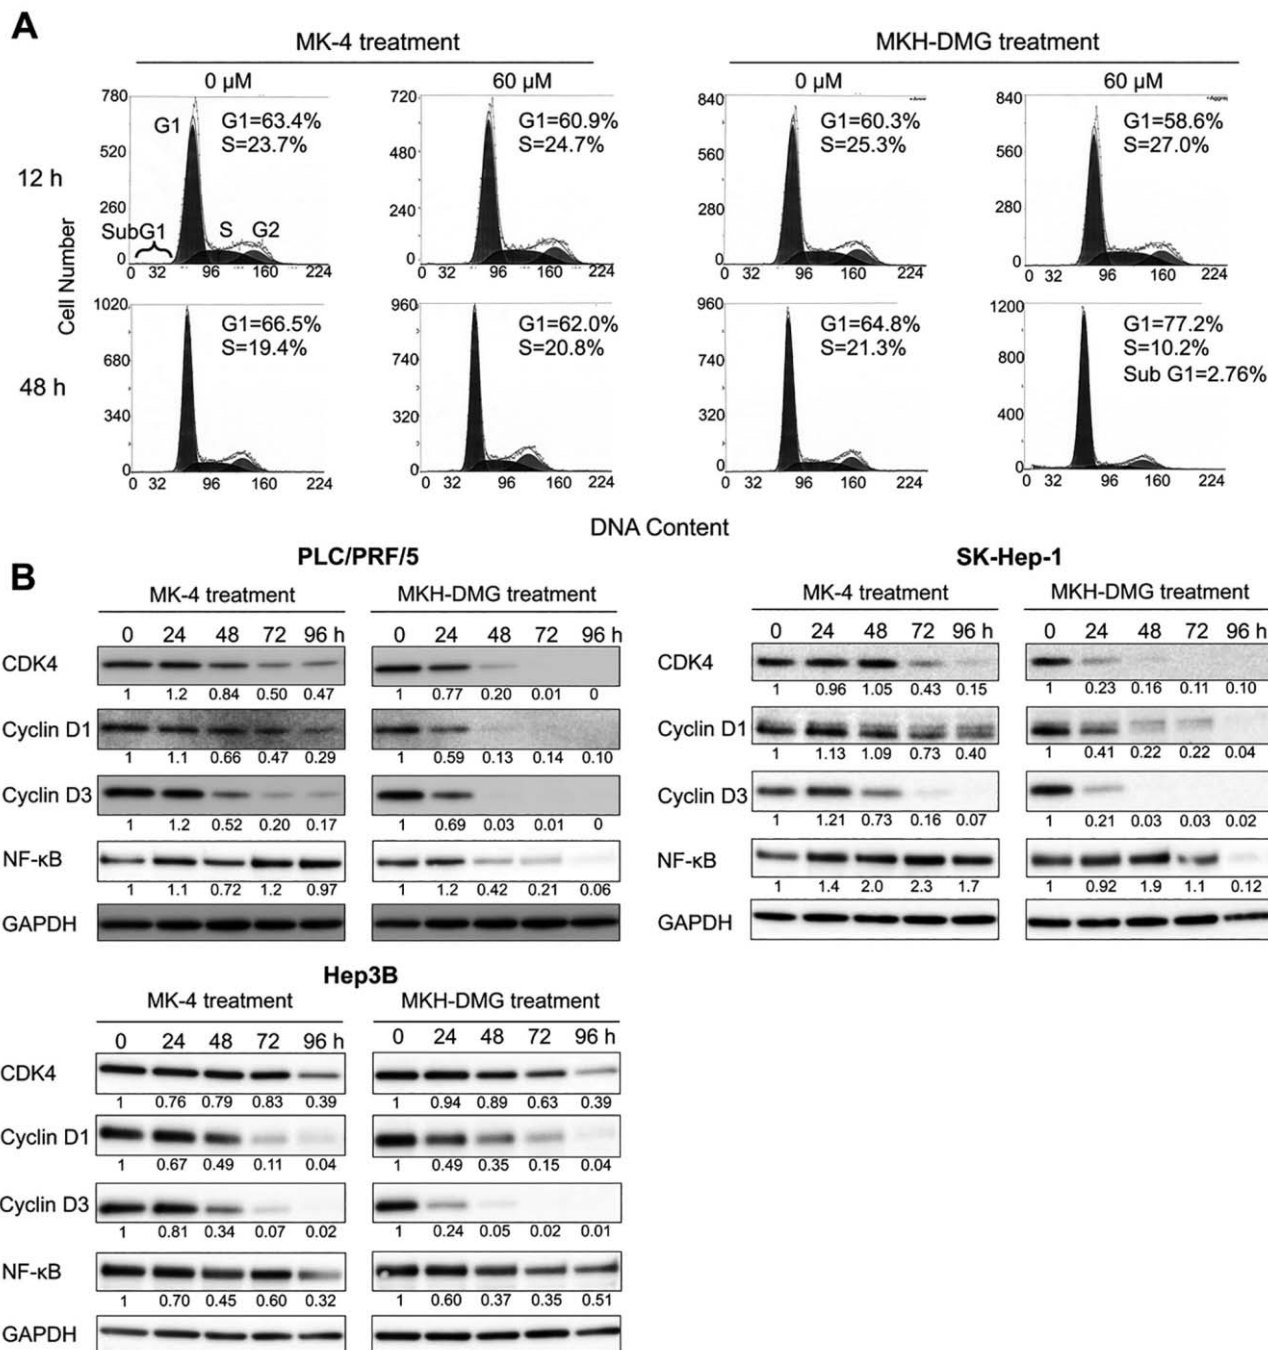 A
MK-4 treatment MKH-DMG treatment
0 μM 60 μM 0 μM 60 μM
12 h
Cell Number
780 520 260 0
G1
SubG1 S G2
G1=63.4%
S=23.7%
0 32 96 160 224
720 480 240 0
G1=60.9%
S=24.7%
0 32 96 160 224
840 560 280 0
G1=60.3%
S=25.3%
0 32 96 160 224
840 560 280 0
G1=58.6%
S=27.0%
0 32 96 160 224
48 h
1020 680 340 0
G1=66.5%
S=19.4%
0 32 96 160 224
960 740 320 0
G1=62.0%
S=20.8%
0 32 96 160 224
960 740 320 0
G1=64.8%
S=21.3%
0 32 96 160 224
1200 800 400 0
G1=77.2%
S=10.2%
Sub G1=2.76%
0 32 96 160 224
DNA Content
B
PLC/PRF/5
MK-4 treatment MKH-DMG treatment
0 24 48 72 96 h 0 24 48 72 96 h
CDK4
1 1.2 0.84 0.50 0.47 1 0.77 0.20 0.01 0
Cyclin D1
1 1.1 0.66 0.47 0.29 1 0.59 0.13 0.14 0.10
Cyclin D3
1 1.2 0.52 0.20 0.17 1 0.69 0.03 0.01 0
NF-κB
1 1.1 0.72 1.2 0.97 1 1.2 0.42 0.21 0.06
GAPDH
SK-Hep-1
MK-4 treatment MKH-DMG treatment
0 24 48 72 96 h 0 24 48 72 96 h
CDK4
1 0.96 1.05 0.43 0.15 1 0.23 0.16 0.11 0.10
Cyclin D1
1 1.13 1.09 0.73 0.40 1 0.41 0.22 0.22 0.04
Cyclin D3
1 1.21 0.73 0.16 0.07 1 0.21 0.03 0.03 0.02
NF-κB
1 1.4 2.0 2.3 1.7 1 0.92 1.9 1.1 0.12
GAPDH
Hep3B
MK-4 treatment MKH-DMG treatment
0 24 48 72 96 h 0 24 48 72 96 h
CDK4
1 0.76 0.79 0.83 0.39 1 0.94 0.89 0.63 0.39
Cyclin D1
1 0.67 0.49 0.11 0.04 1 0.49 0.35 0.15 0.04
Cyclin D3
1 0.81 0.34 0.07 0.02 1 0.24 0.05 0.02 0.01
NF-κB
1 0.70 0.45 0.60 0.32 1 0.60 0.37 0.35 0.51
GAPDH